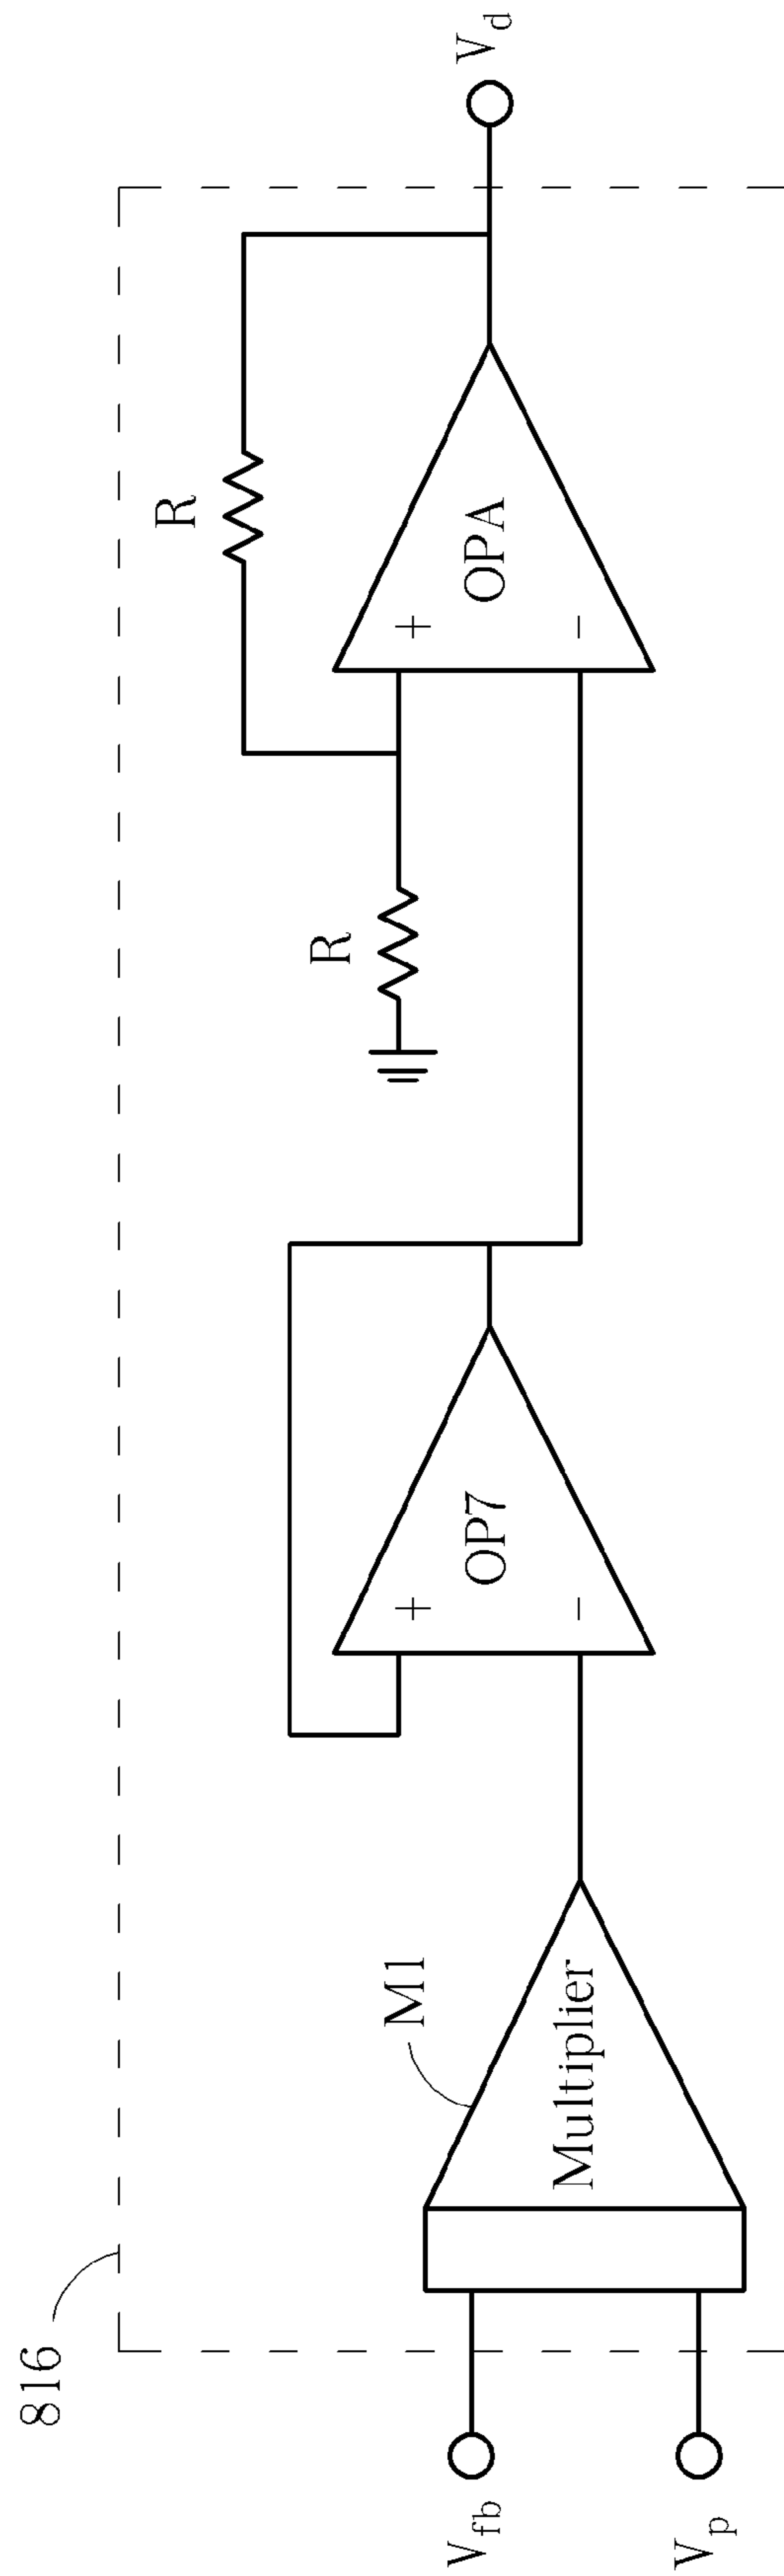 816
V_fb
V_p
M1
Multiplier
+
OP7
−
R
R
+
OPA
−
V_d